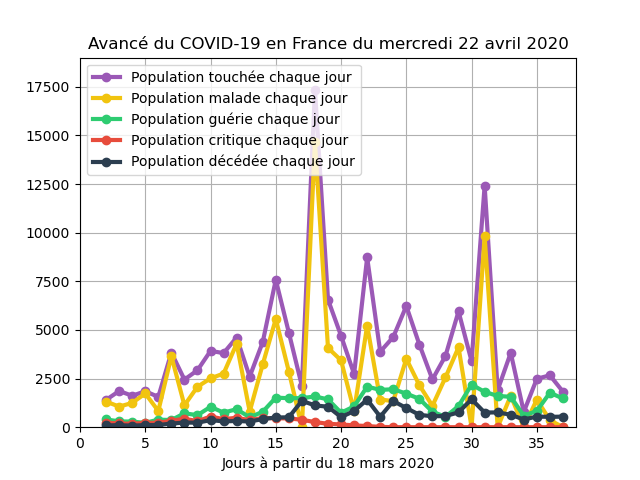 Avancé du COVID-19 en France du mercredi 22 avril 2020
Population touchée chaque jour
Population malade chaque jour
Population guérie chaque jour
Population critique chaque jour
Population décédée chaque jour
17500
15000
12500
10000
7500
5000
2500
0
0 5 10 15 20 25 30 35
Jours à partir du 18 mars 2020